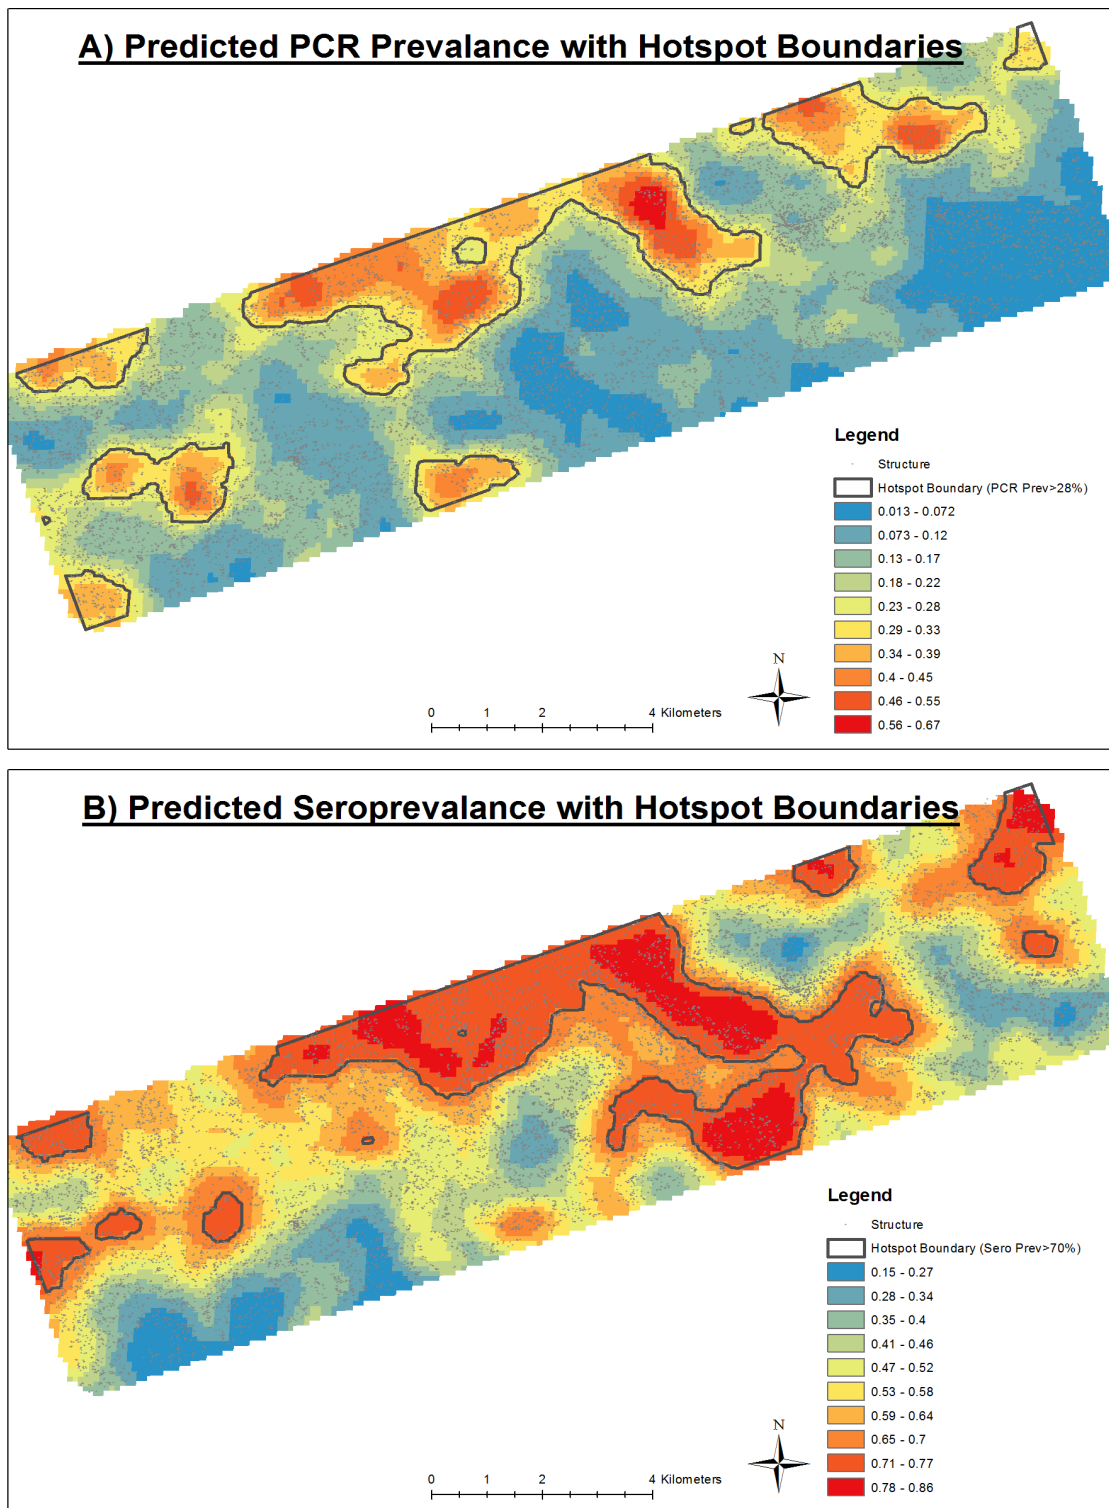 A) Predicted PCR Prevalance with Hotspot Boundaries
Legend
Structure
Hotspot Boundary (PCR Prev>28%)
0.013 - 0.072
0.073 - 0.12
0.13 - 0.17
0.18 - 0.22
0.23 - 0.28
0.29 - 0.33
0.34 - 0.39
0.4 - 0.45
0.46 - 0.55
0.56 - 0.67
N
0 1 2 4 Kilometers
B) Predicted Seroprevalance with Hotspot Boundaries
Legend
Structure
Hotspot Boundary (Sero Prev>70%)
0.15 - 0.27
0.28 - 0.34
0.35 - 0.4
0.41 - 0.46
0.47 - 0.52
0.53 - 0.58
0.59 - 0.64
0.65 - 0.7
0.71 - 0.77
0.78 - 0.86
N
0 1 2 4 Kilometers